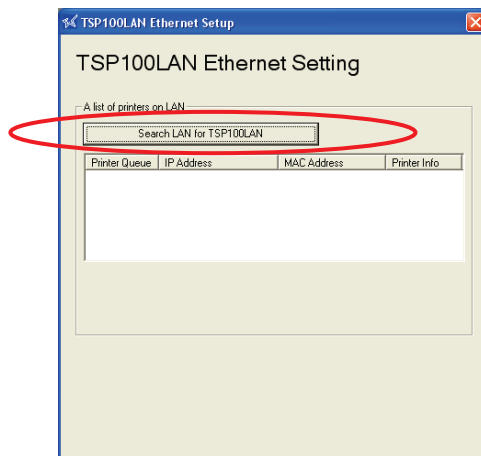 TSP100LAN Ethernet Setup
TSP100LAN Ethernet Setting
A list of printers on LAN
Search LAN for TSP100LAN
Printer Queue IP Address MAC Address Printer Info